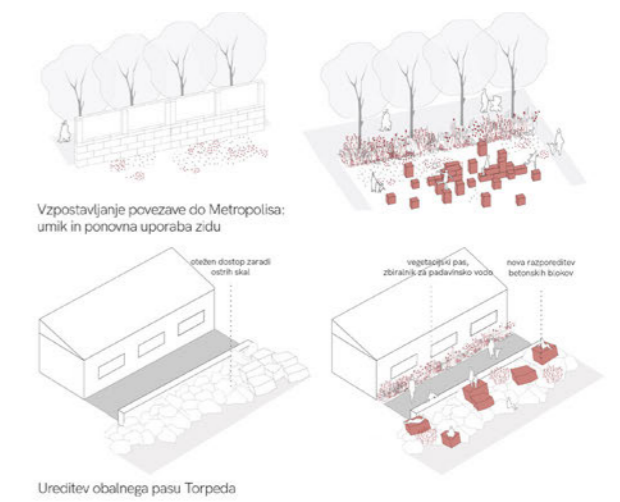 Vzpostavljanje povezave do Metropolisa:
umik in ponovna uporaba zidu
otežen dostop zaradi
ostrih skal
vegetacijski pas,
zbiralnik za padavinsko vodo
nova razporeditev
betonskih blokov
Ureditev obalnega pasu Torpeda